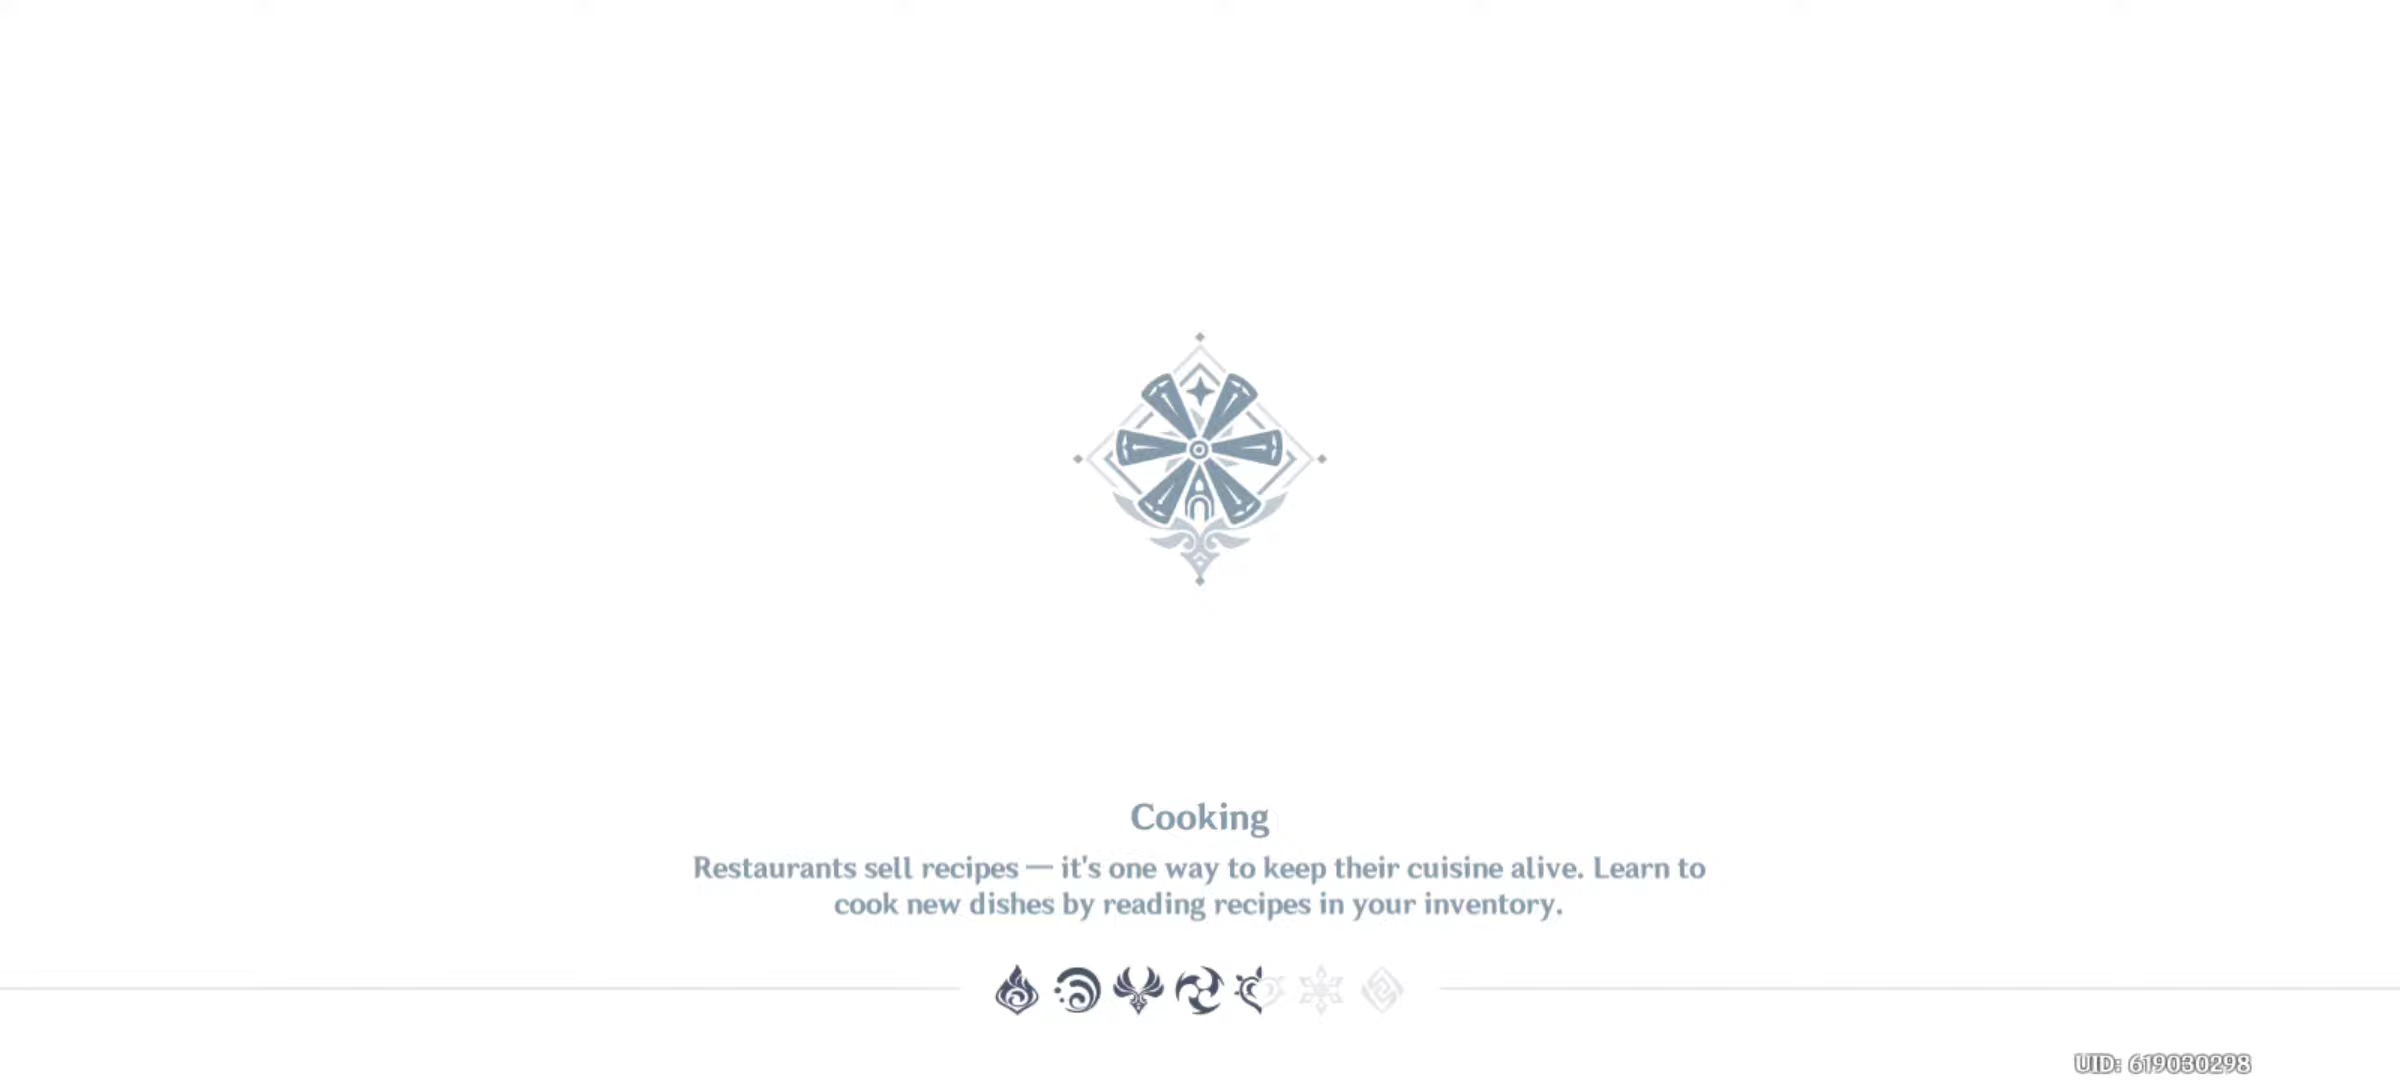 Cooking
Restaurants sell recipes — it's one way to keep their cuisine alive. Learn to
cook new dishes by reading recipes in your inventory.
UID: 619030298